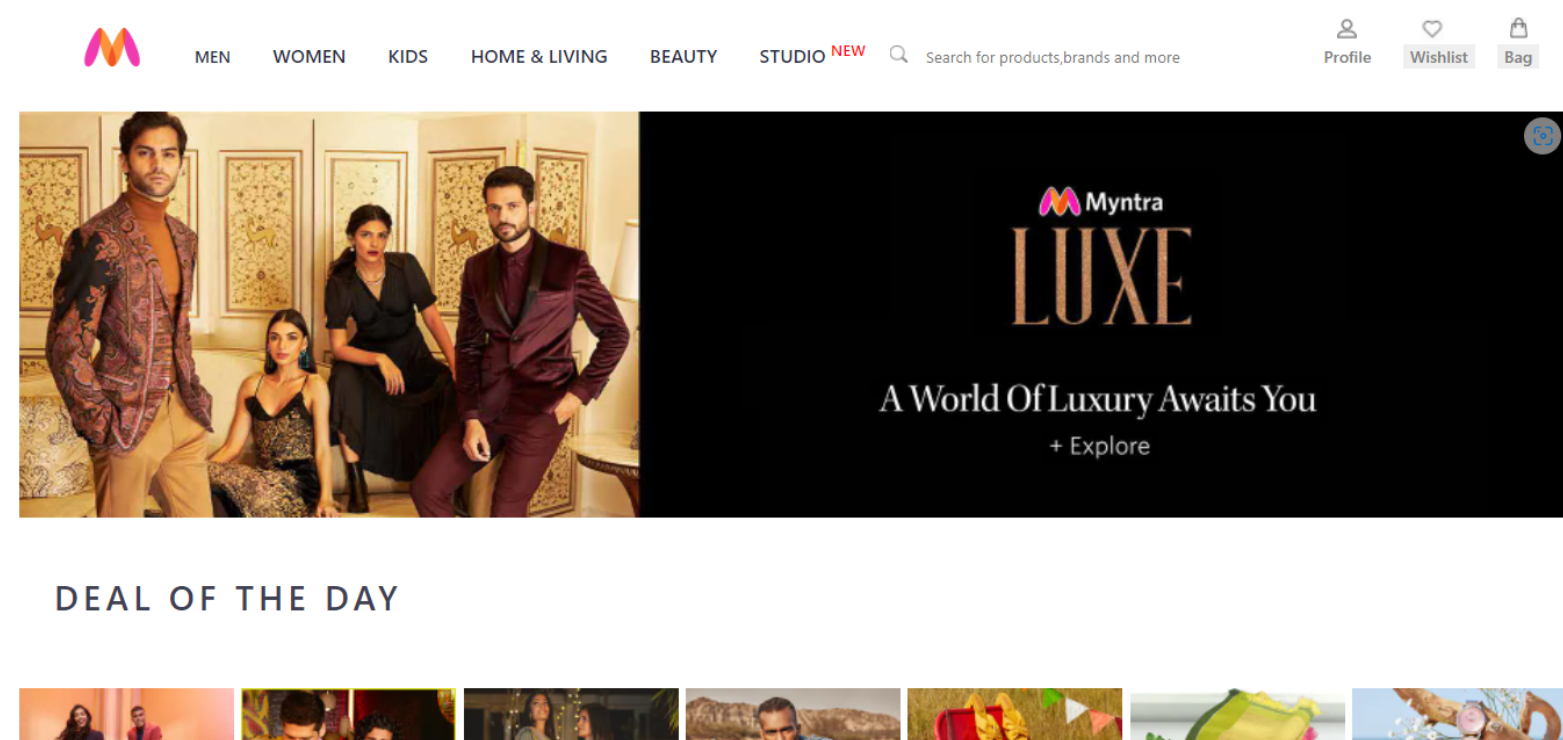 MEN WOMEN KIDS HOME & LIVING BEAUTY STUDIO NEW Search for products,brands and more Profile Wishlist Bag
Myntra
LUXE
A World Of Luxury Awaits You
+ Explore
DEAL OF THE DAY